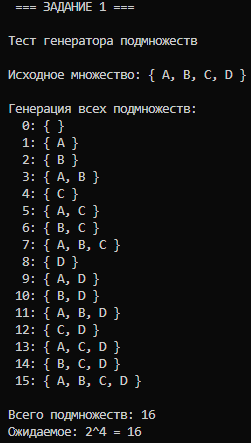 === ЗАДАНИЕ 1 ===
Тест генератора подмножеств
Исходное множество: { A, B, C, D }
Генерация всех подмножеств:
0: { }
1: { A }
2: { B }
3: { A, B }
4: { C }
5: { A, C }
6: { B, C }
7: { A, B, C }
8: { D }
9: { A, D }
10: { B, D }
11: { A, B, D }
12: { C, D }
13: { A, C, D }
14: { B, C, D }
15: { A, B, C, D }
Всего подмножеств: 16
Ожидаемое: 2^4 = 16